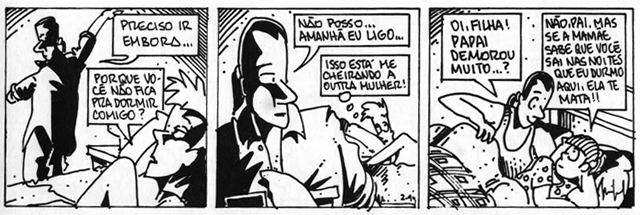 PRECISO IR
EMBORA...
PORQUE VO-
CÊ NÃO FICA
PRA DORMIR
COMIGO?
NÃO POSSO...
AMANHÃ EU LIGO...
ISSO ESTÁ ME
CHEIRANDO A
OUTRA MULHER!
OI, FILHA!
PAPAI
DEMOROU
MUITO...?
NÃO, PAI. MAS
SE A MAMÃE
SABE QUE VOCÊ
SAI NAS NOITES
QUE EU DURMO
AQUI, ELA TE
MATA!!